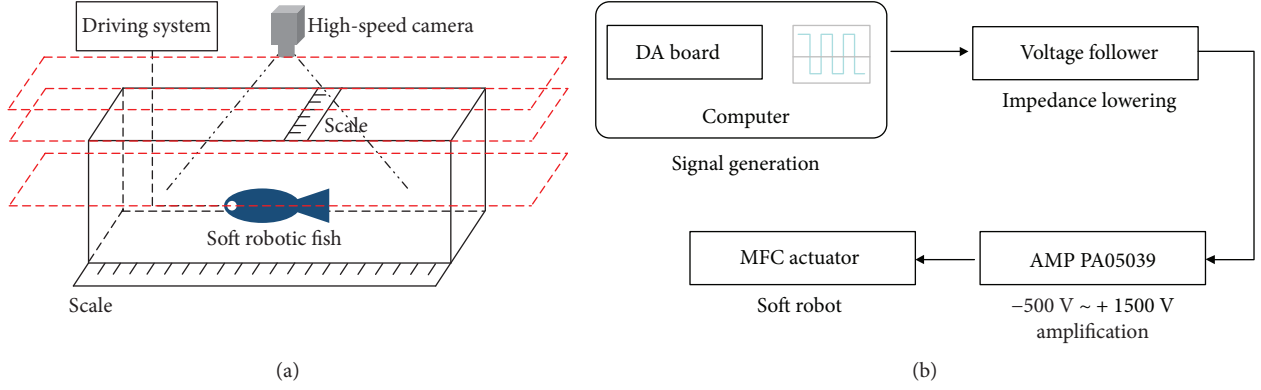 Driving system
High-speed camera
Scale
Soft robotic fish
Scale
(a)
DA board
Computer
Signal generation
Voltage follower
Impedance lowering
MFC actuator
Soft robot
AMP PA05039
−500 V ~ + 1500 V
amplification
(b)